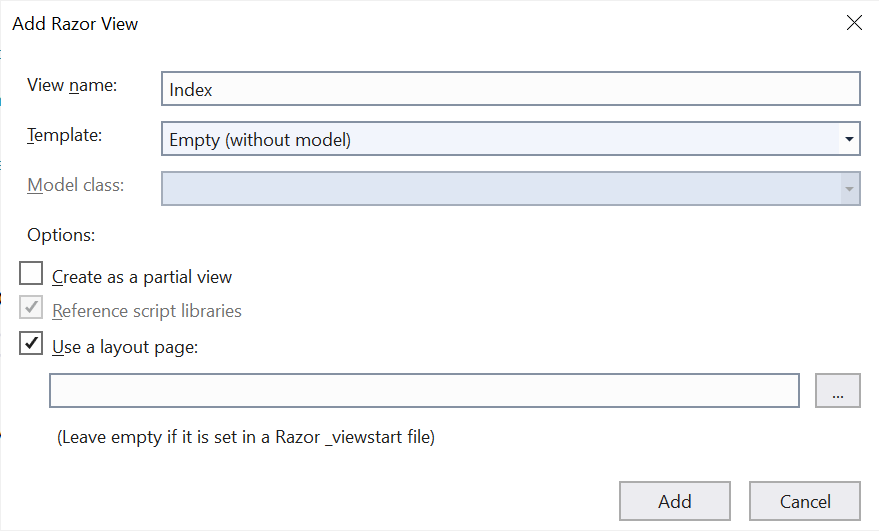 Add Razor View
View name:
Index
Template:
Empty (without model)
Model class:
Options:
Create as a partial view
Reference script libraries
Use a layout page:
...
(Leave empty if it is set in a Razor _viewstart file)
Add
Cancel